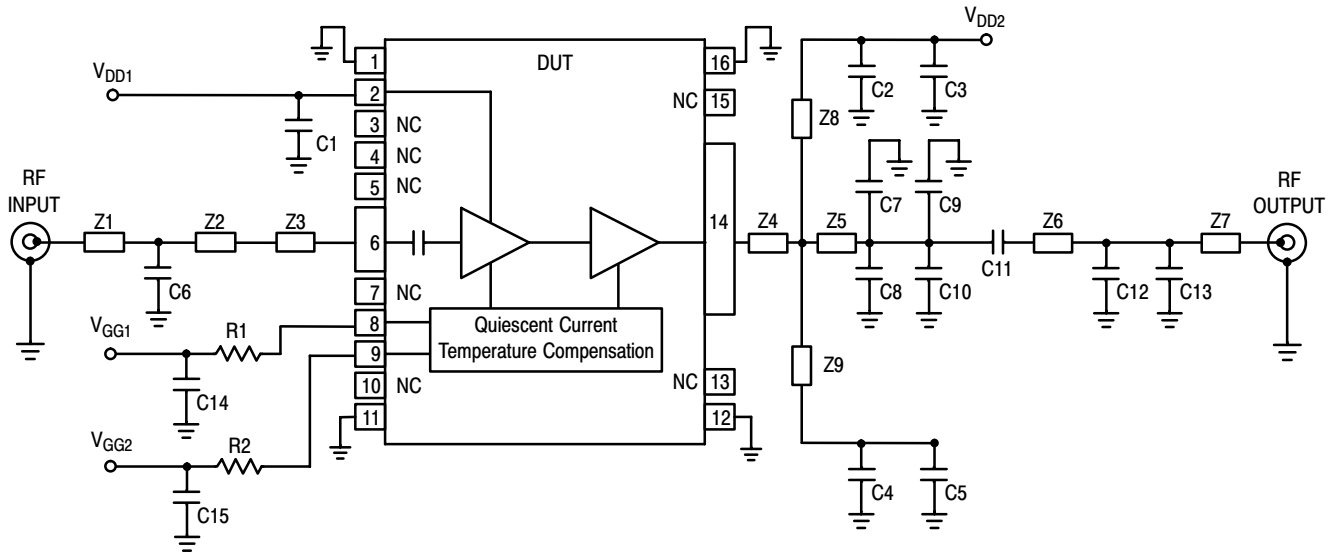 V_DD2
1
DUT
16
V_DD1
2
NC 15
C2
C3
3 NC
C1
Z8
4 NC
RF
INPUT
5 NC
C7
C9
RF
OUTPUT
Z1
Z2
Z3
6
14
Z4
Z5
Z6
Z7
C11
C6
C8
C10
C12
C13
7 NC
V_GG1
R1
8
Quiescent Current
Temperature Compensation
9
Z9
10 NC
NC 13
C14
11
12
V_GG2
R2
C4
C5
C15